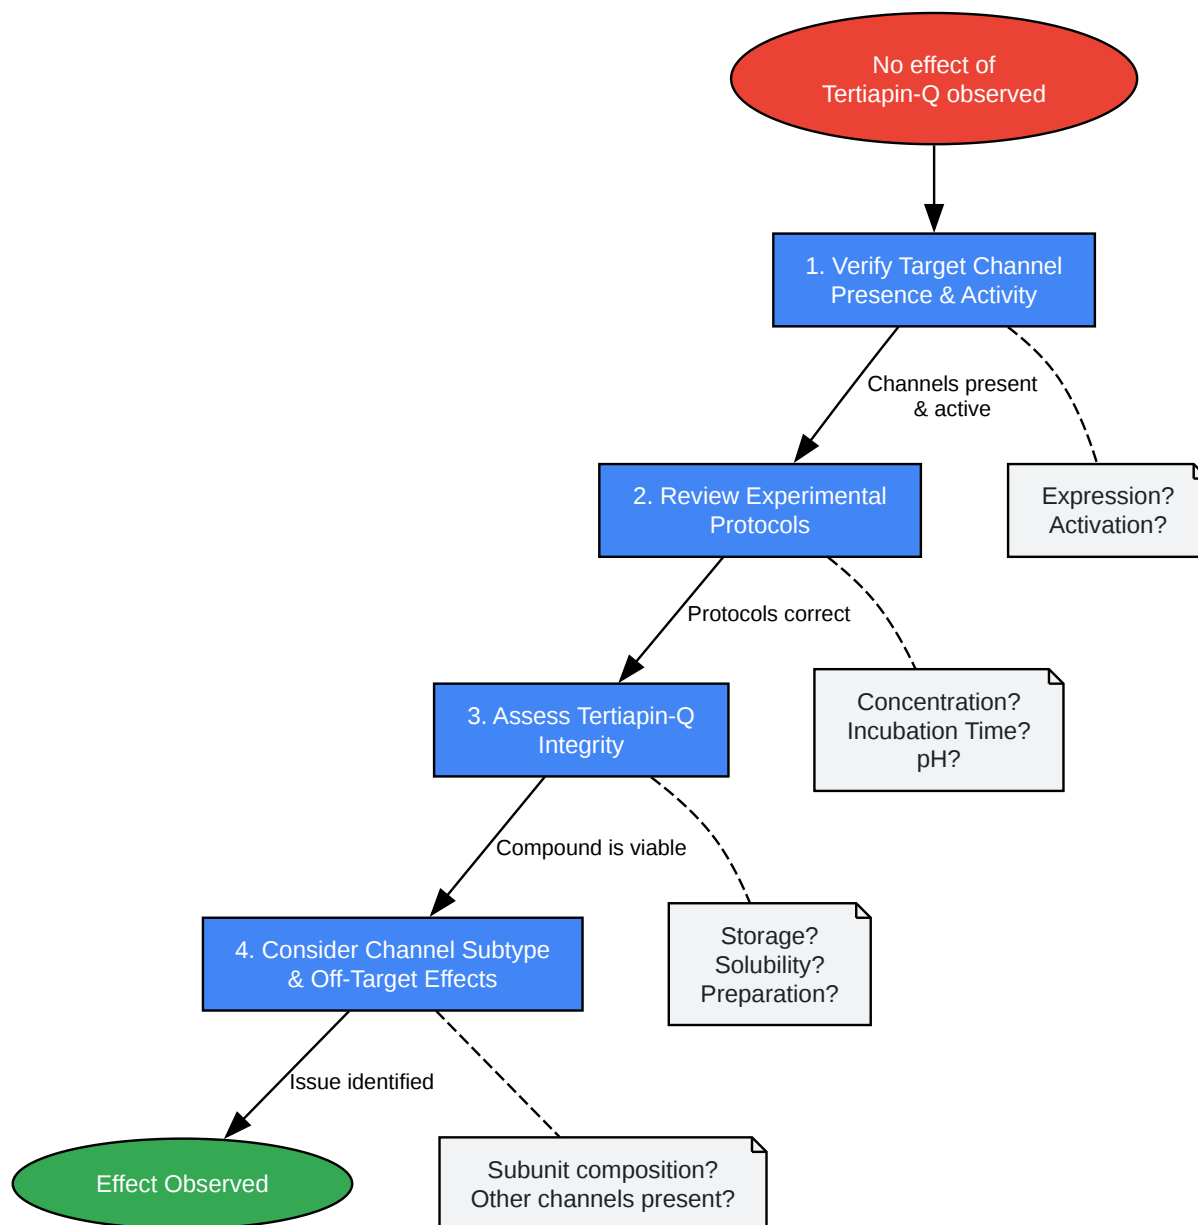 No effect of
Tertiapin-Q observed
1. Verify Target Channel
Presence & Activity
Channels present
& active
2. Review Experimental
Protocols
Expression?
Activation?
Protocols correct
3. Assess Tertiapin-Q
Integrity
Concentration?
Incubation Time?
pH?
Compound is viable
4. Consider Channel Subtype
& Off-Target Effects
Storage?
Solubility?
Preparation?
Issue identified
Effect Observed
Subunit composition?
Other channels present?